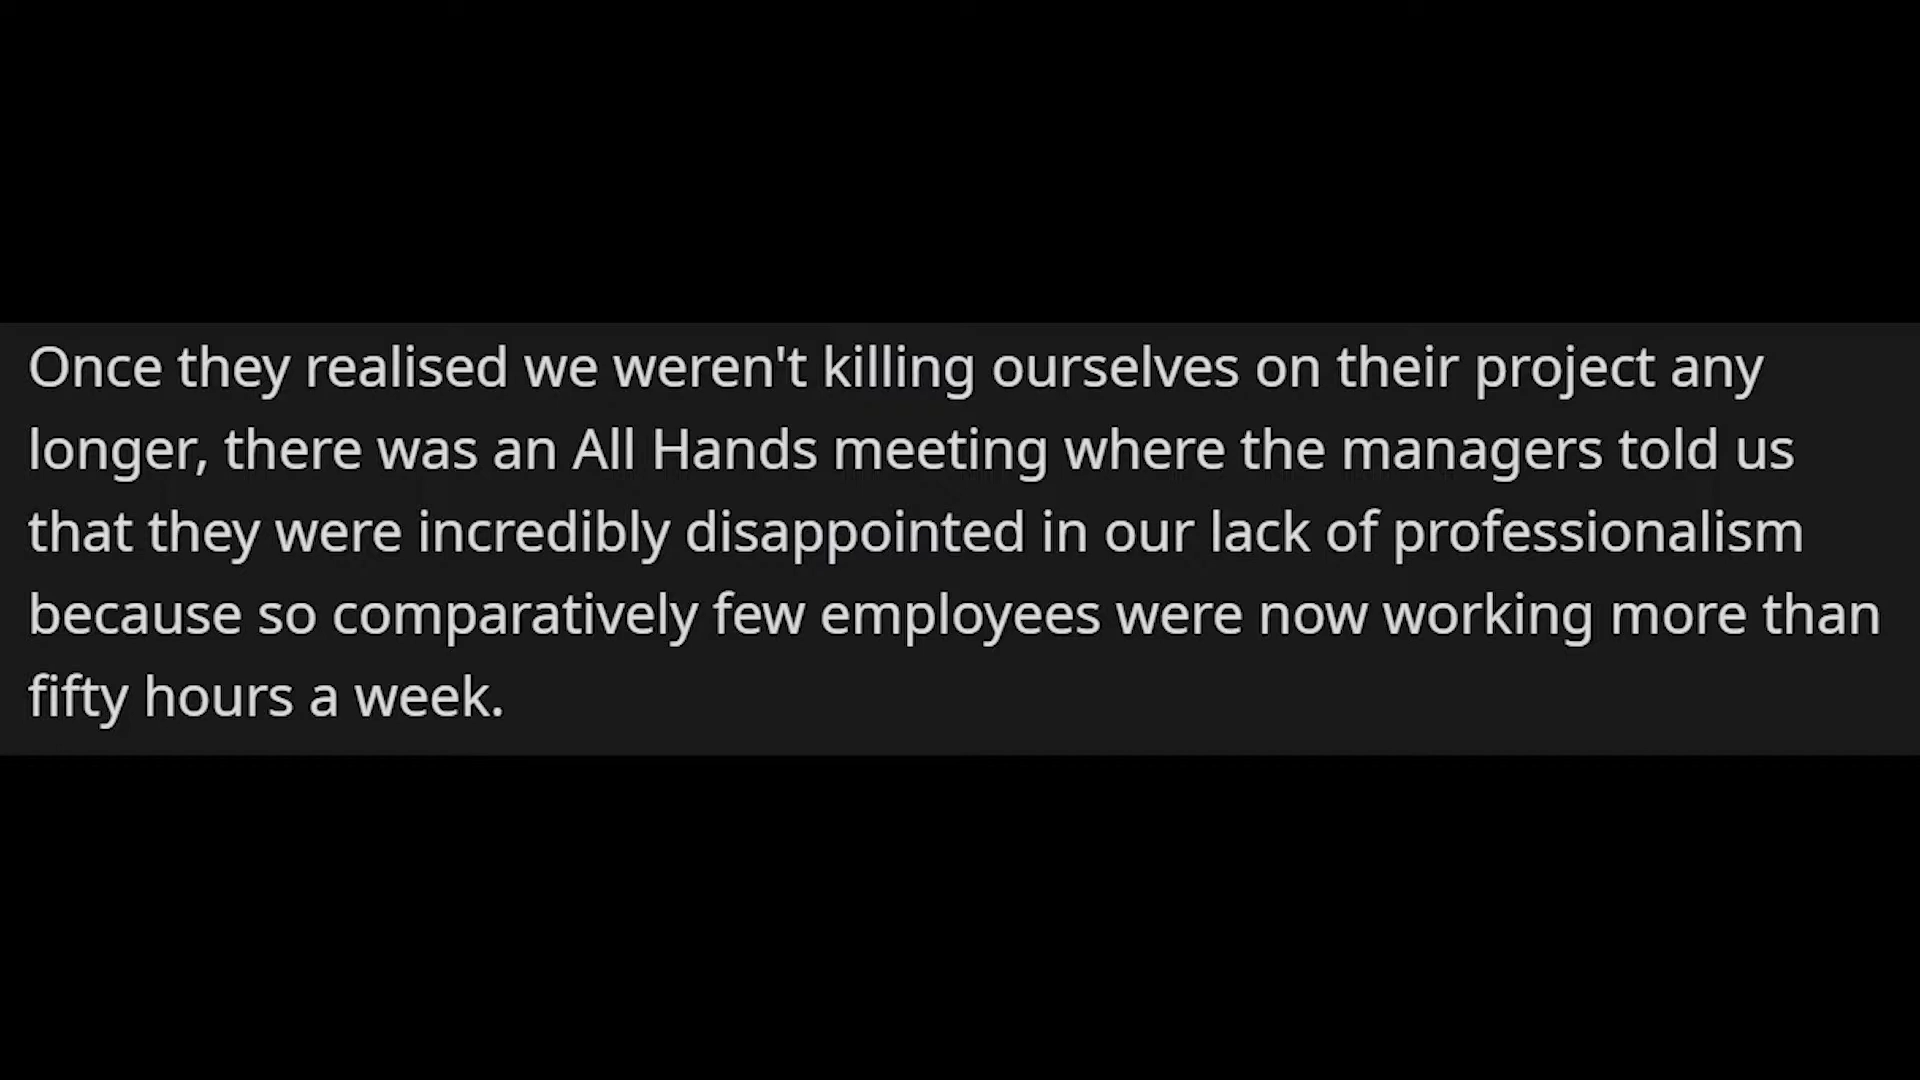 Once they realised we weren't killing ourselves on their project any
longer, there was an All Hands meeting where the managers told us
that they were incredibly disappointed in our lack of professionalism
because so comparatively few employees were now working more than
fifty hours a week.